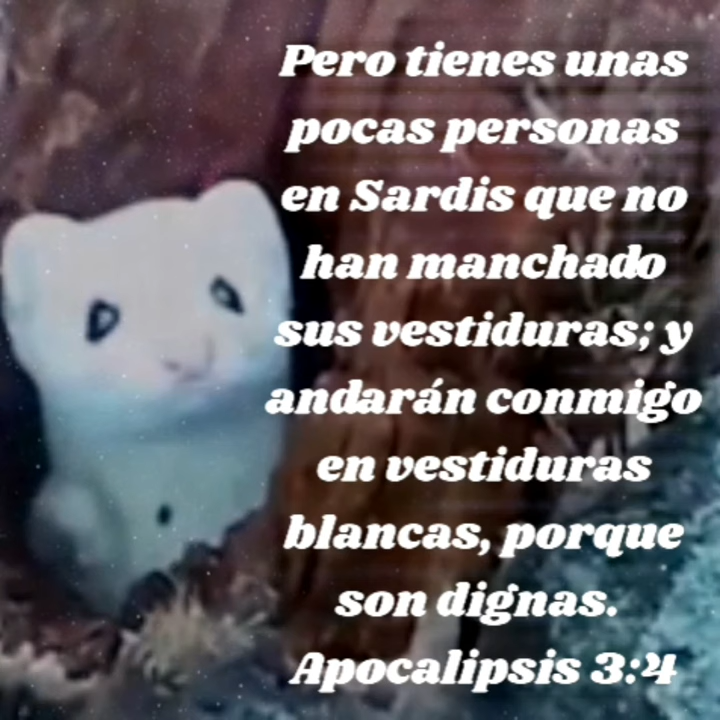 Pero tienes unas
pocas personas
en Sardis que no
han manchado
sus vestiduras; y
andarán conmigo
en vestiduras
blancas, porque
son dignas.
Apocalipsis 3:4